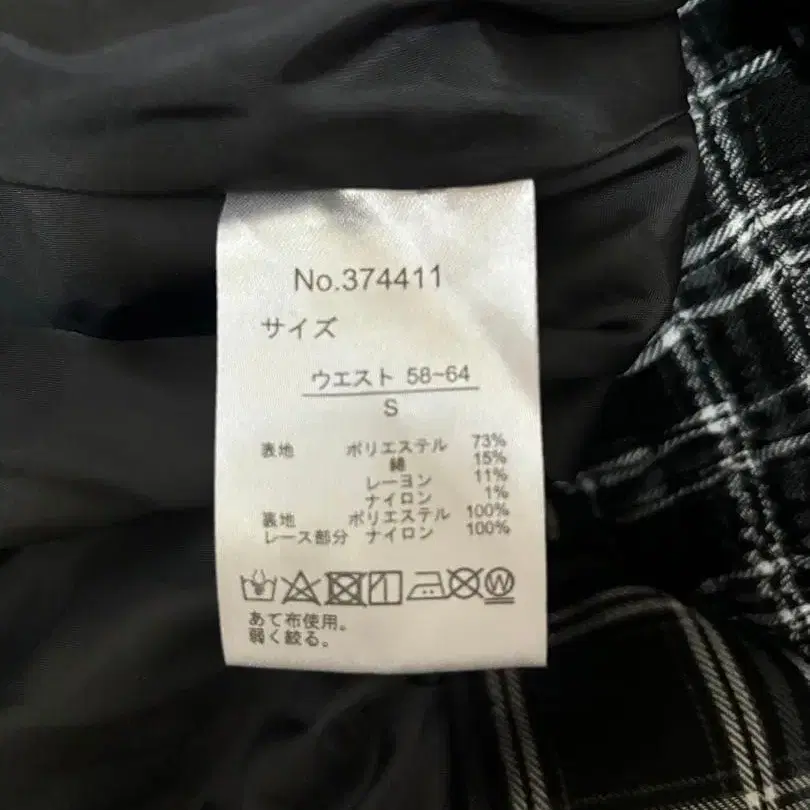 No.374411
サイズ
ウエスト 58~64
S
表地 ポリエステル 73%
綿 15%
レーヨン 11%
ナイロン 1%
裏地 ポリエステル 100%
レース部分 ナイロン 100%
W
あて布使用。
弱く絞る。